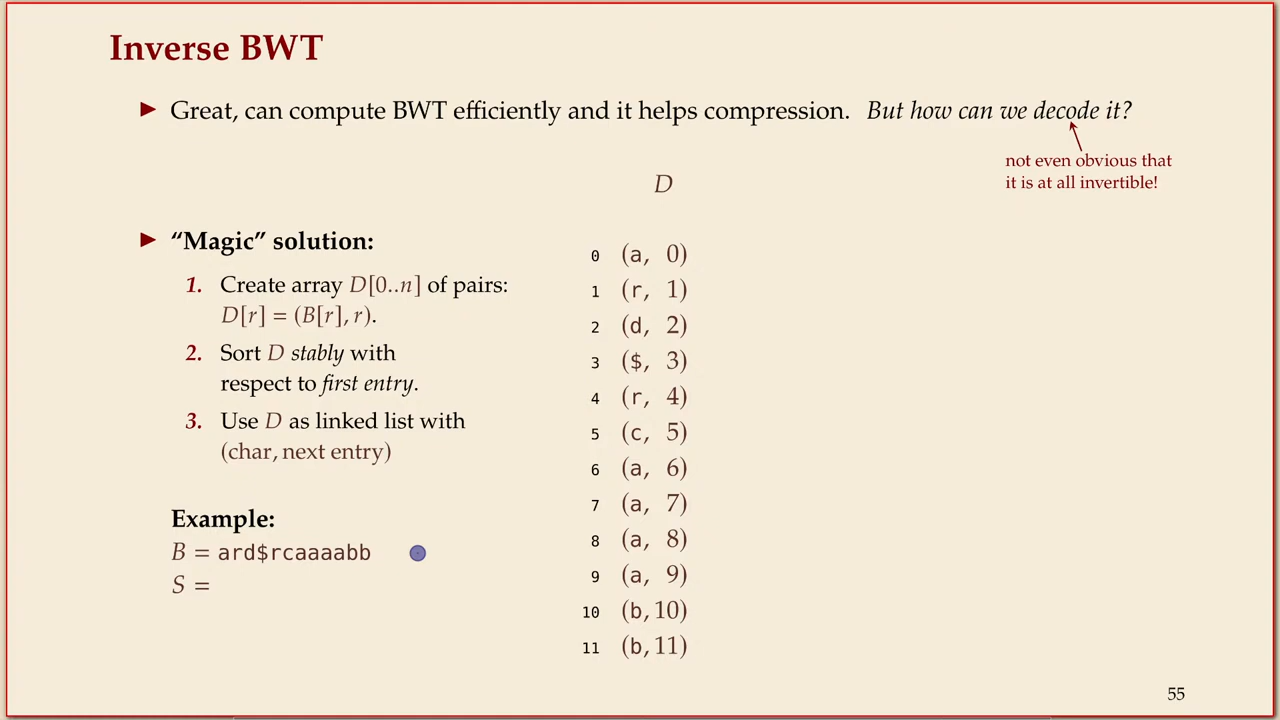 Inverse BWT
▶ Great, can compute BWT efficiently and it helps compression. But how can we decode it?
not even obvious that
it is at all invertible!
D
▶ “Magic” solution:
1. Create array D[0..n] of pairs:
D[r] = (B[r], r).
2. Sort D stably with
respect to first entry.
3. Use D as linked list with
(char, next entry)
Example:
B = ard$rcaaaabb
S =
0 (a, 0)
1 (r, 1)
2 (d, 2)
3 ($, 3)
4 (r, 4)
5 (c, 5)
6 (a, 6)
7 (a, 7)
8 (a, 8)
9 (a, 9)
10 (b, 10)
11 (b, 11)
55